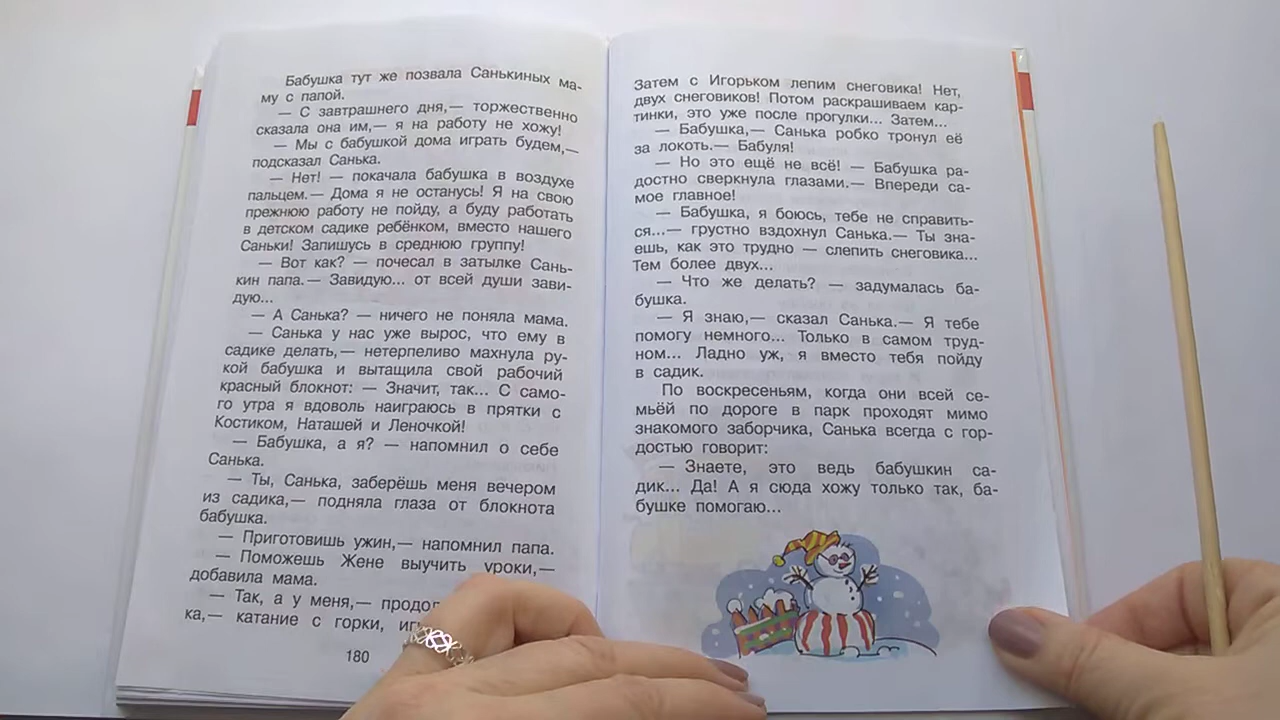 Бабушка тут же позвала Санькиных ма-
му с папой.
— С завтрашнего дня,— торжественно
сказала она им,— я на работу не хожу!
— Мы с бабушкой дома играть будем,—
подсказал Санька.
— Нет! — покачала бабушка в воздухе
пальцем.— Дома я не останусь! Я на свою
прежнюю работу не пойду, а буду работать
в детском садике ребёнком, вместо нашего
Саньки! Запишусь в среднюю группу!
— Вот как? — почесал в затылке Сань-
кин папа.— Завидую... от всей души зави-
дую...
— А Санька? — ничего не поняла мама.
— Санька у нас уже вырос, что ему в
садике делать,— нетерпеливо махнула ру-
кой бабушка и вытащила свой рабочий
красный блокнот: — Значит, так... С само-
го утра я вдоволь наиграюсь в прятки с
Костиком, Наташей и Леночкой!
— Бабушка, а я? — напомнил о себе
Санька.
— Ты, Санька, заберёшь меня вечером
из садика,— подняла глаза от блокнота
бабушка.
— Приготовишь ужин,— напомнил папа.
— Поможешь Жене выучить уроки,—
добавила мама.
— Так, а у меня,—
ка,— катание с горки,
180
Затем с Игорьком лепим снеговика! Нет,
двух снеговиков! Потом раскрашиваем кар-
тинки, это уже после прогулки... Затем...
— Бабушка,— Санька робко тронул её
за локоть.— Бабуля!
— Но это ещё не всё! — Бабушка ра-
достно сверкнула глазами.— Впереди са-
мое главное!
— Бабушка, я боюсь, тебе не справить-
ся...— грустно вздохнул Санька.— Ты зна-
ешь, как это трудно — слепить снеговика...
Тем более двух...
— Что же делать? — задумалась ба-
бушка.
— Я знаю,— сказал Санька.— Я тебе
помогу немного... Только в самом труд-
ном... Ладно уж, я вместо тебя пойду
в садик.
По воскресеньям, когда они всей се-
мьёй по дороге в парк проходят мимо
знакомого заборчика, Санька всегда с гор-
достью говорит:
— Знаете, это ведь бабушкин са-
дик... Да! А я сюда хожу только так, ба-
бушке помогаю...